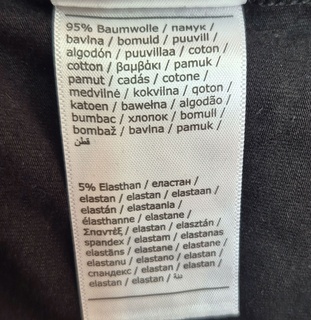 95% Baumwolle / памук /
bavlna / bomuld / puuvill /
algodón / puuvillaa / coton /
cotton / βαμβάκι / pamuk /
pamut / cadás / cotone /
medvilnė / kokvilna / qoton /
katoen / bawełna / algodão /
bumbac / хлопок / bomull /
bombaž / bavlna / pamuk /
قطن
5% Elasthan / еластан /
elastan / elastan / elastaan /
elastán / elastaania /
élasthanne / elastane /
Σπαντέξ / elastan / elasztán /
spandex / elastam / elastanas
elastāns / elastane / elastane /
elastanu / elastano / elastan /
спандекс / elastan / elastan /
elastan / elastan /